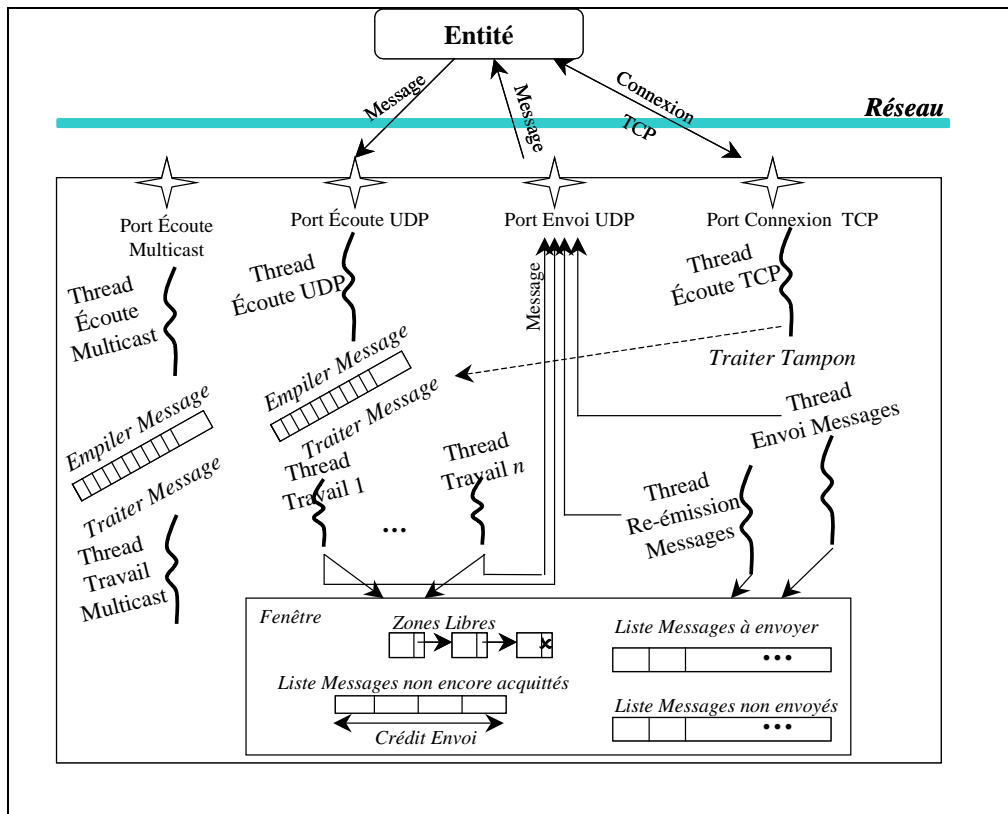 Entité
Message
Message
Connexion
TCP
Réseau
Port Écoute
Multicast
Port Écoute UDP
Port Envoi UDP
Port Connexion TCP
Thread
Écoute
Multicast
Thread
Écoute UDP
Message
Thread
Écoute TCP
Traiter Tampon
Empiler Message
Traiter Message
Thread
Travail
Multicast
Empiler Message
Traiter Message
Thread
Travail 1
...
Thread
Travail n
Thread
Envoi Messages
Thread
Re-émission
Messages
Fenêtre
Zones Libres
Liste Messages non encore acquittés
Crédit Envoi
Liste Messages à envoyer
...
Liste Messages non envoyés
...